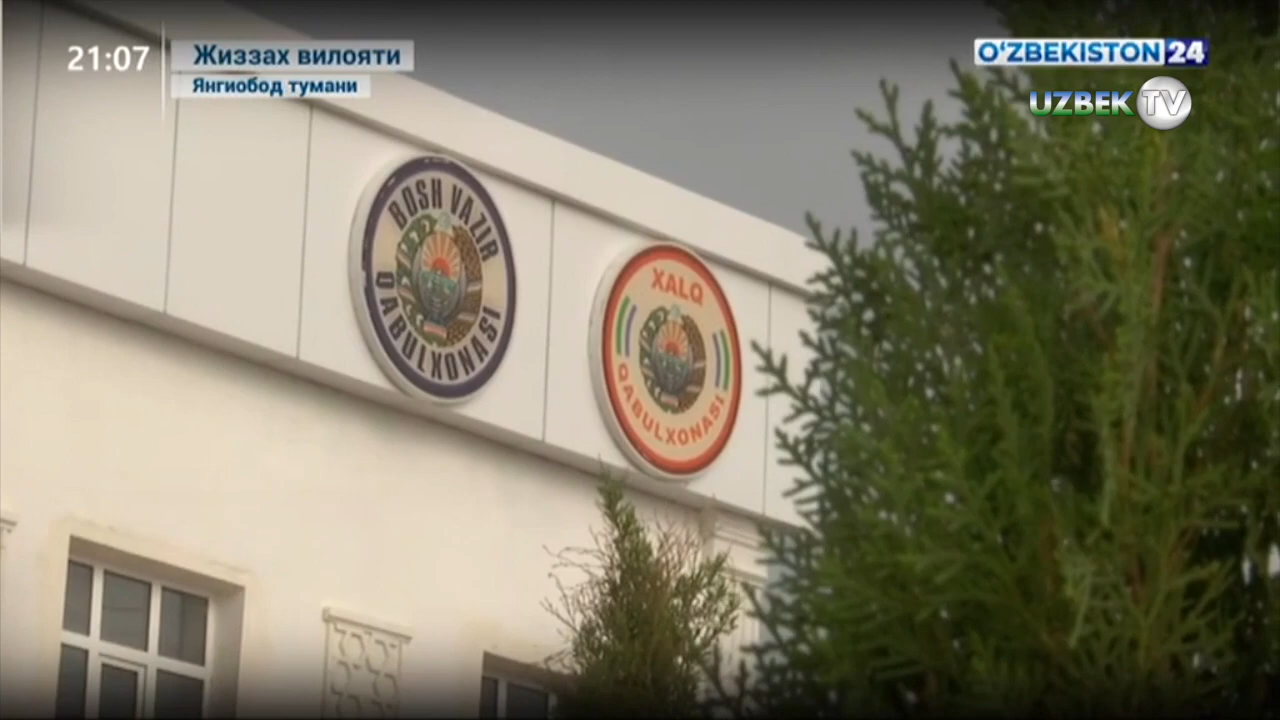 21:07
Жиззах вилояти
Янгиобод тумани
O‘ZBEKISTON 24
UZBEK TV
BOSH VAZIR
QABULXONASI
XALQ
QABULXONASI